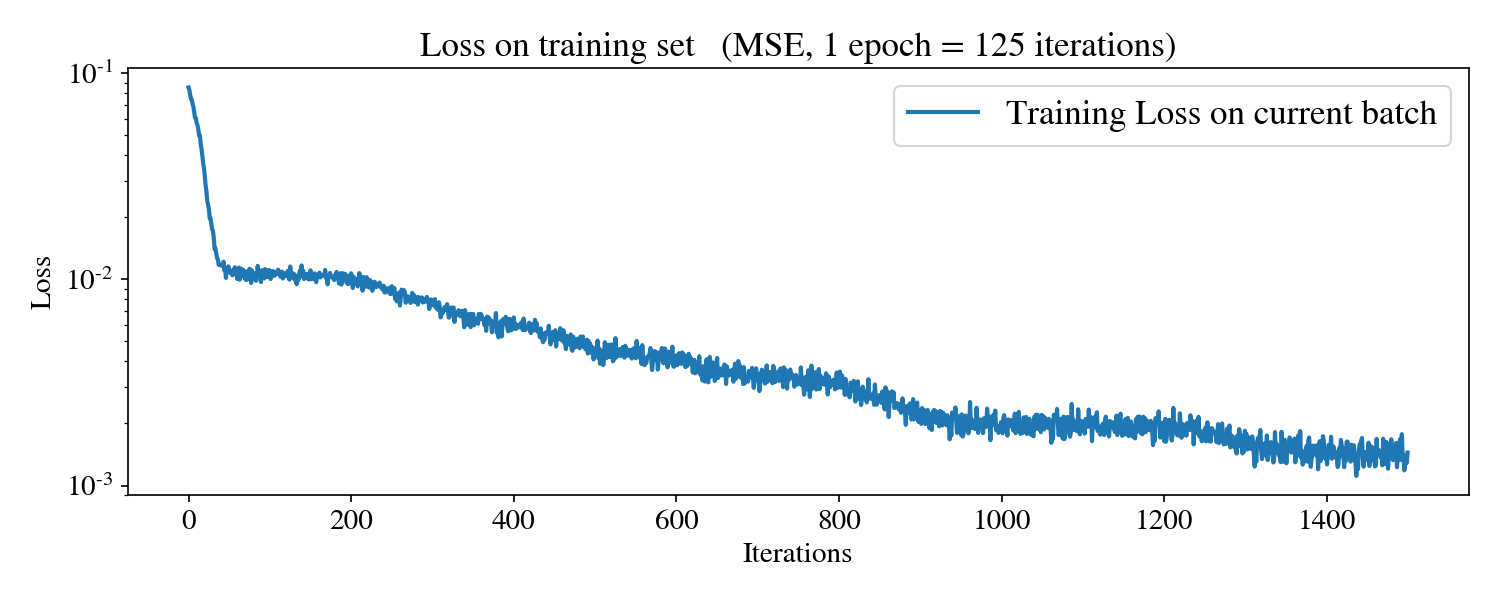 Loss on training set   (MSE, 1 epoch = 125 iterations)
Training Loss on current batch
Loss
10⁻¹
10⁻²
10⁻³
0 200 400 600 800 1000 1200 1400
Iterations